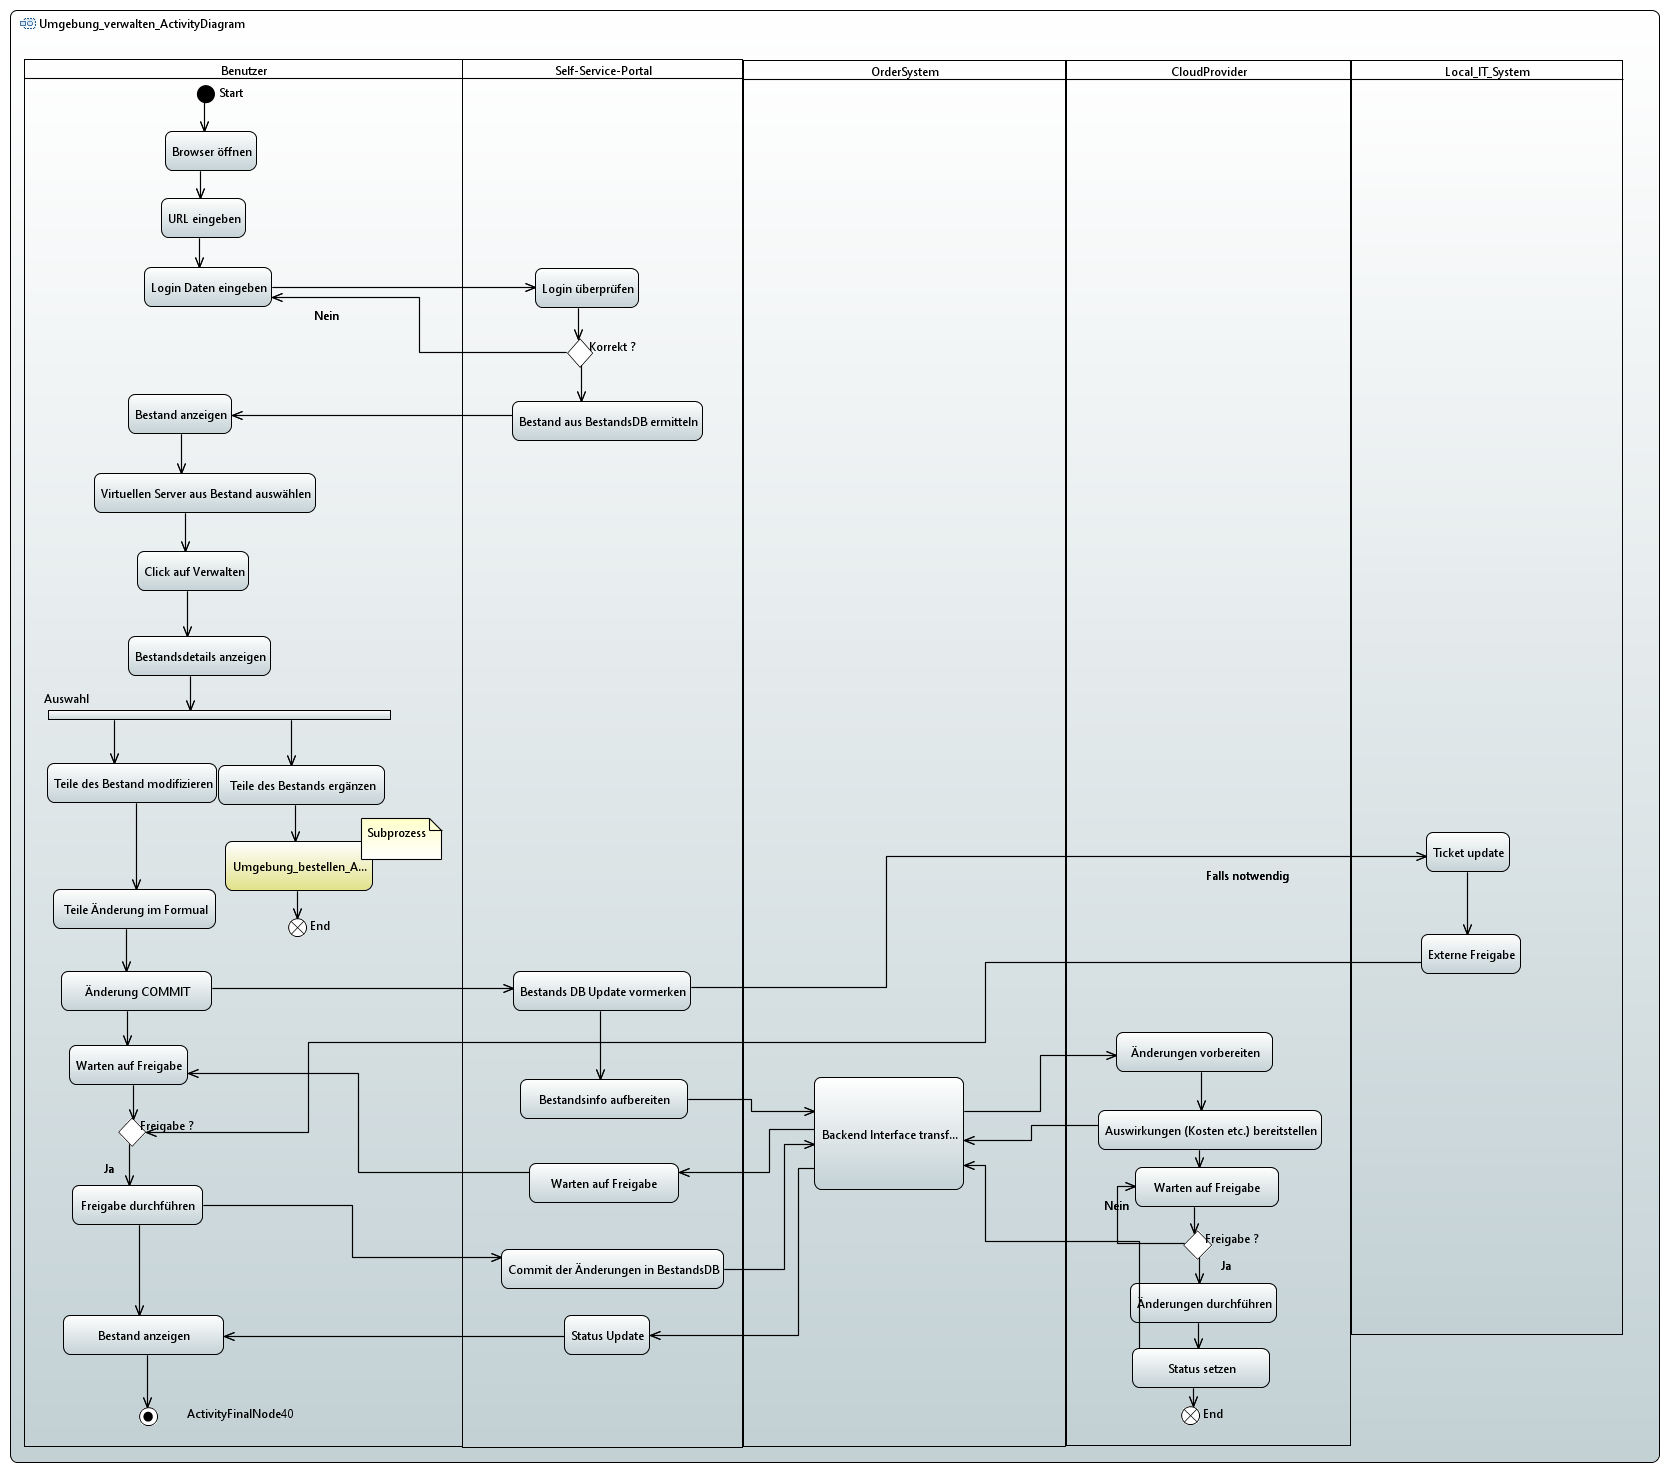 Umgebung_verwalten_ActivityDiagram
Benutzer
Self-Service-Portal
OrderSystem
CloudProvider
Local_IT_System
Start
Browser öffnen
URL eingeben
Login Daten eingeben
Login überprüfen
Nein
Korrekt ?
Bestand anzeigen
Bestand aus BestandsDB ermitteln
Virtuellen Server aus Bestand auswählen
Click auf Verwalten
Bestandsdetails anzeigen
Auswahl
Teile des Bestand modifizieren
Teile des Bestands ergänzen
Subprozess
Umgebung_bestellen_A...
Ticket update
Falls notwendig
Teile Änderung im Formual
End
Externe Freigabe
Änderung COMMIT
Bestands DB Update vormerken
Warten auf Freigabe
Änderungen vorbereiten
Bestandsinfo aufbereiten
Freigabe ?
Backend Interface transf...
Auswirkungen (Kosten etc.) bereitstellen
Ja
Warten auf Freigabe
Warten auf Freigabe
Nein
Freigabe durchführen
Freigabe ?
Commit der Änderungen in BestandsDB
Ja
Änderungen durchführen
Bestand anzeigen
Status Update
Status setzen
ActivityFinalNode40
End